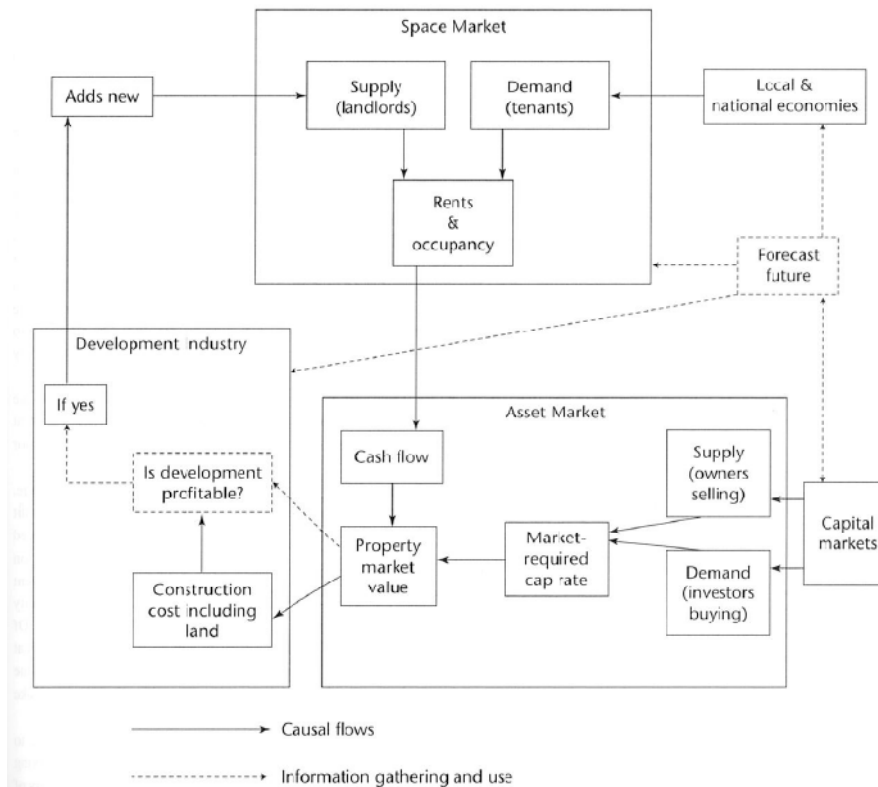 Space Market
Adds new
Supply
(landlords)
Demand
(tenants)
Local &
national economies
Rents
&
occupancy
Forecast
future
Development Industry
If yes
Is development
profitable?
Construction
cost including
land
Asset Market
Cash flow
Property
market
value
Market-
required
cap rate
Supply
(owners
selling)
Demand
(investors
buying)
Capital
markets
Causal flows
Information gathering and use